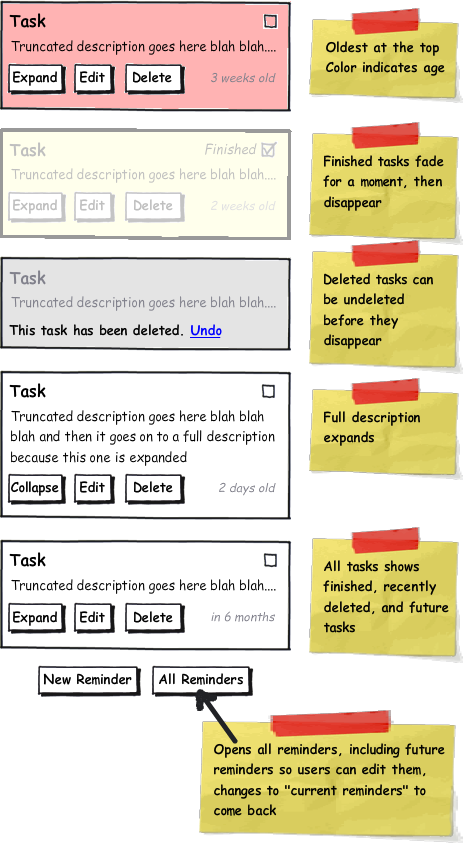 Task
Truncated description goes here blah blah....
Expand Edit Delete 3 weeks old
Oldest at the top
Color indicates age
Task Finished
Truncated description goes here blah blah....
Expand Edit Delete 2 weeks old
Finished tasks fade
for a moment, then
disappear
Task
Truncated description goes here blah blah....
This task has been deleted. Undo
Deleted tasks can
be undeleted
before they
disappear
Task
Truncated description goes here blah blah
blah and then it goes on to a full description
because this one is expanded
Collapse Edit Delete 2 days old
Full description
expands
Task
Truncated description goes here blah blah....
Expand Edit Delete in 6 months
All tasks shows
finished, recently
deleted, and future
tasks
New Reminder All Reminders
Opens all reminders, including future
reminders so users can edit them,
changes to "current reminders" to
come back